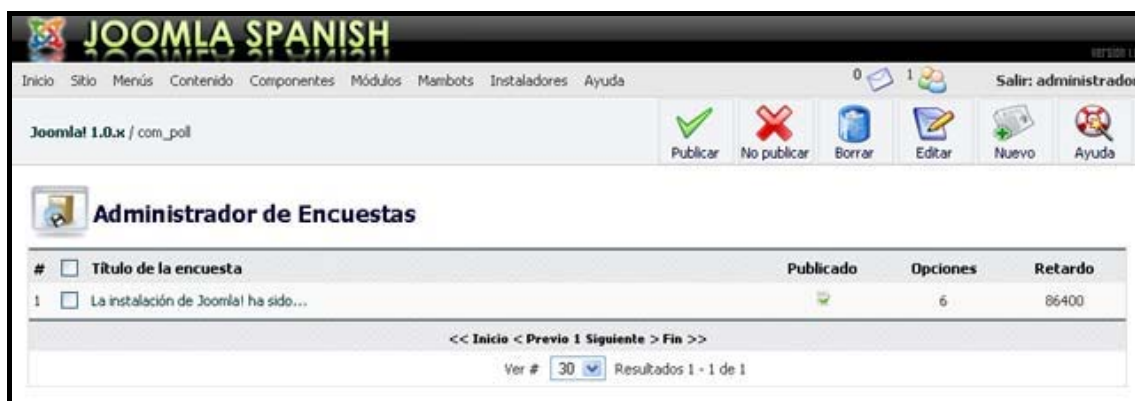 JOOMLA SPANISH
Inicio Sitio Menús Contenido Componentes Módulos Mambots Instaladores Ayuda 0 1 Salir: administrador
Joomla! 1.0.x / com_poll
Publicar No publicar Borrar Editar Nuevo Ayuda
Administrador de Encuestas
# Título de la encuesta Publicado Opciones Retardo
1 La instalación de Joomla! ha sido... 6 86400
<< Inicio < Previo 1 Siguiente > Fin >>
Ver # 30 Resultados 1 - 1 de 1